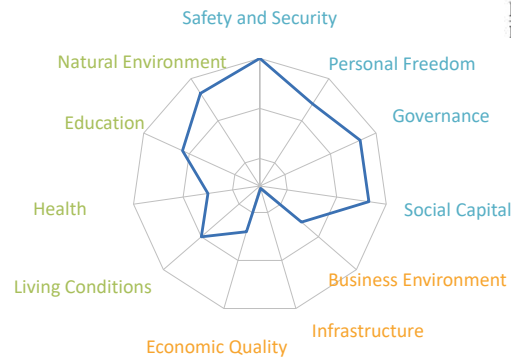 Safety and Security
Natural Environment
Personal Freedom
Education
Governance
Health
Social Capital
Living Conditions
Business Environment
Infrastructure
Economic Quality